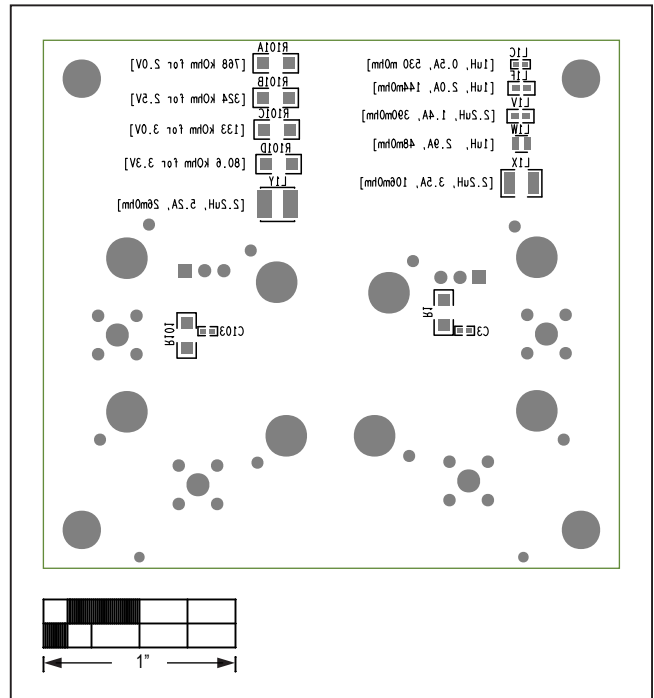 R101A
[768 kOhm for 2.0V]
R101B
[324 kOhm for 2.5V]
R101C
[133 kOhm for 3.0V]
R101D
[80.6 kOhm for 3.3V]
L1Y
[2.2uH, 5.2A, 26mOhm]
L1C
[1uH, 0.5A, 530 mOhm]
L1F
[1uH, 2.0A, 144mOhm]
L1V
[2.2uH, 1.4A, 390mOhm]
L1W
[1uH, 2.9A, 48mOhm]
L1X
[2.2uH, 3.5A, 106mOhm]
R101
C103
R1
C3
1"